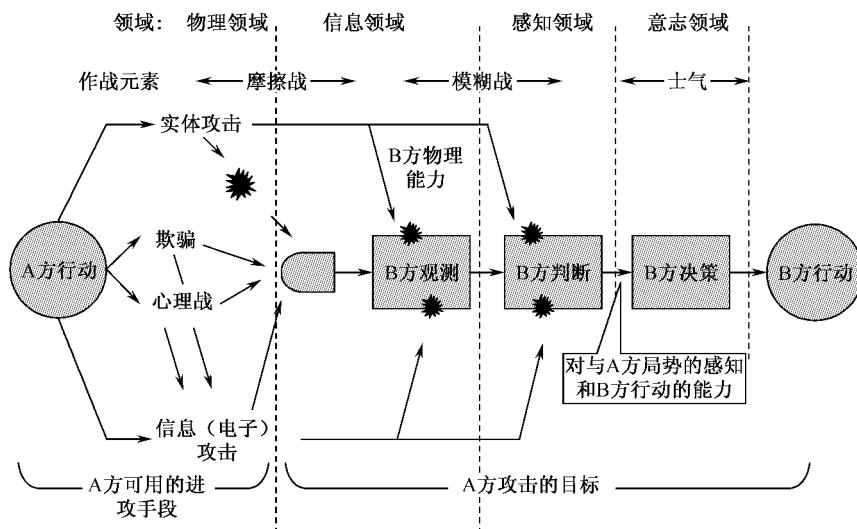 领域: 物理领域 信息领域 感知领域 意志领域
作战元素 摩擦战 模糊战 士气
实体攻击
B方物理
能力
欺骗
A方行动 B方观测 B方判断 B方决策 B方行动
心理战
对与A方局势的感知
和B方行动的能力
信息（电子）
攻击
A方可用的进
攻手段
A方攻击的目标